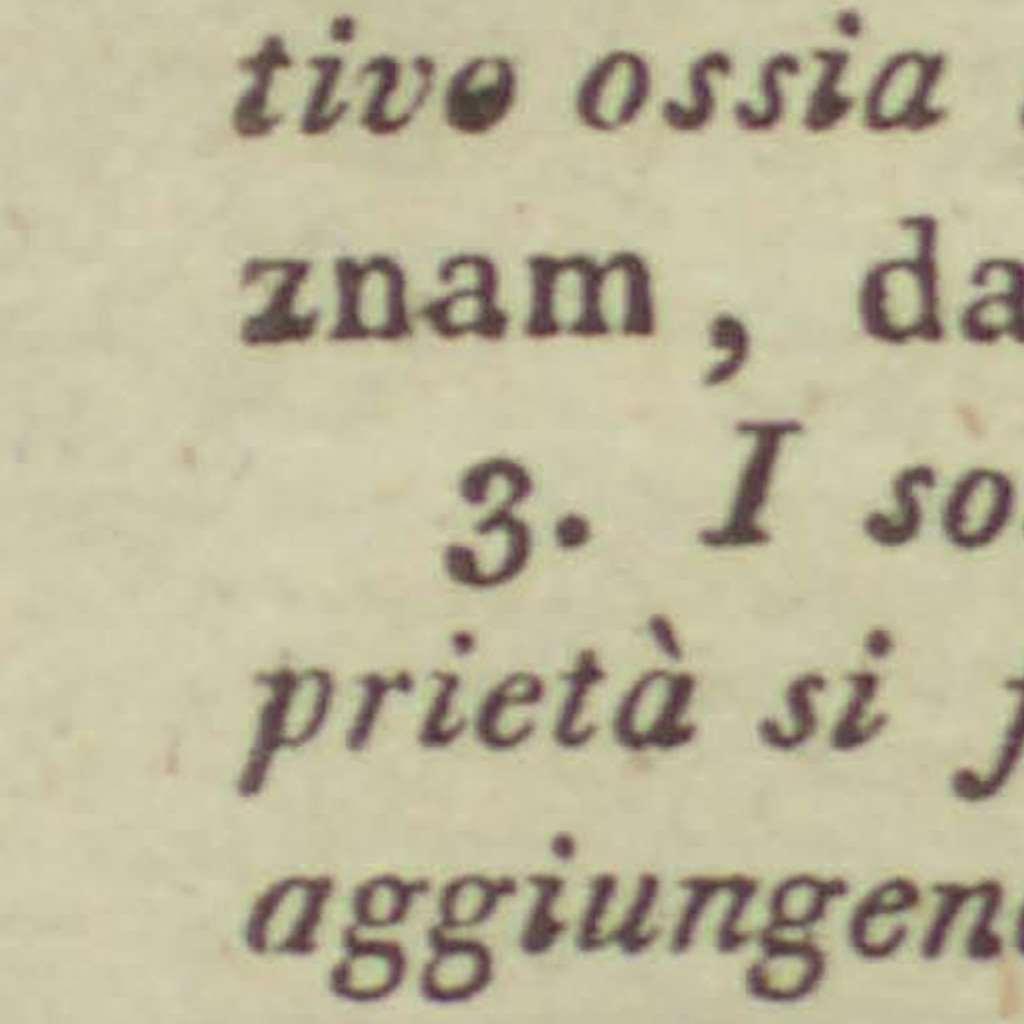 tivo ossia
znam, da
3. I so
prietà si
aggiungen